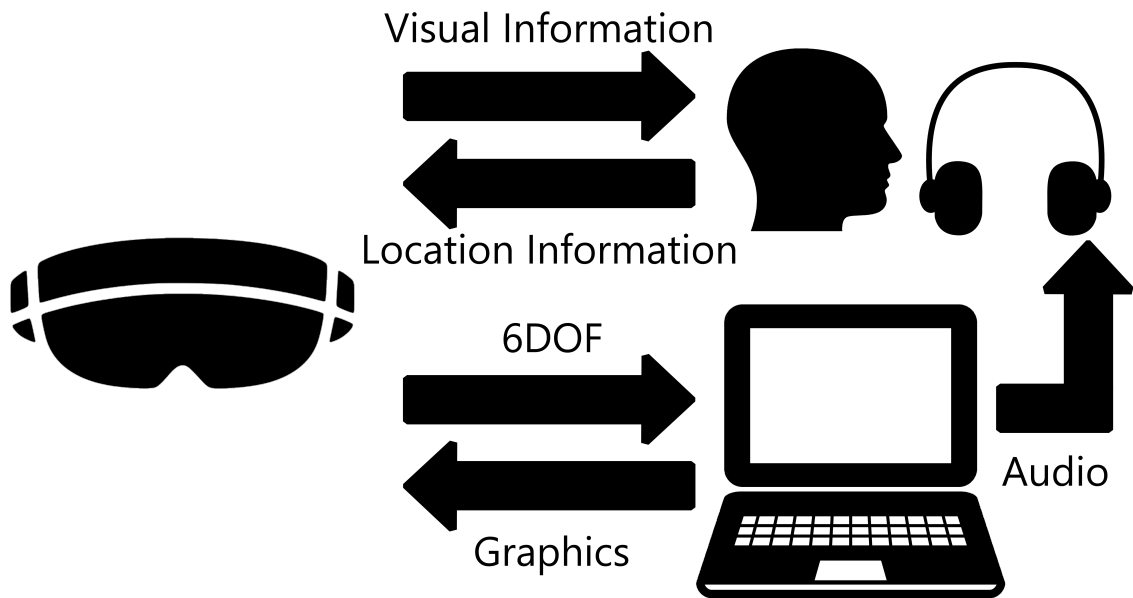 Visual Information
Location Information
6DOF
Graphics
Audio